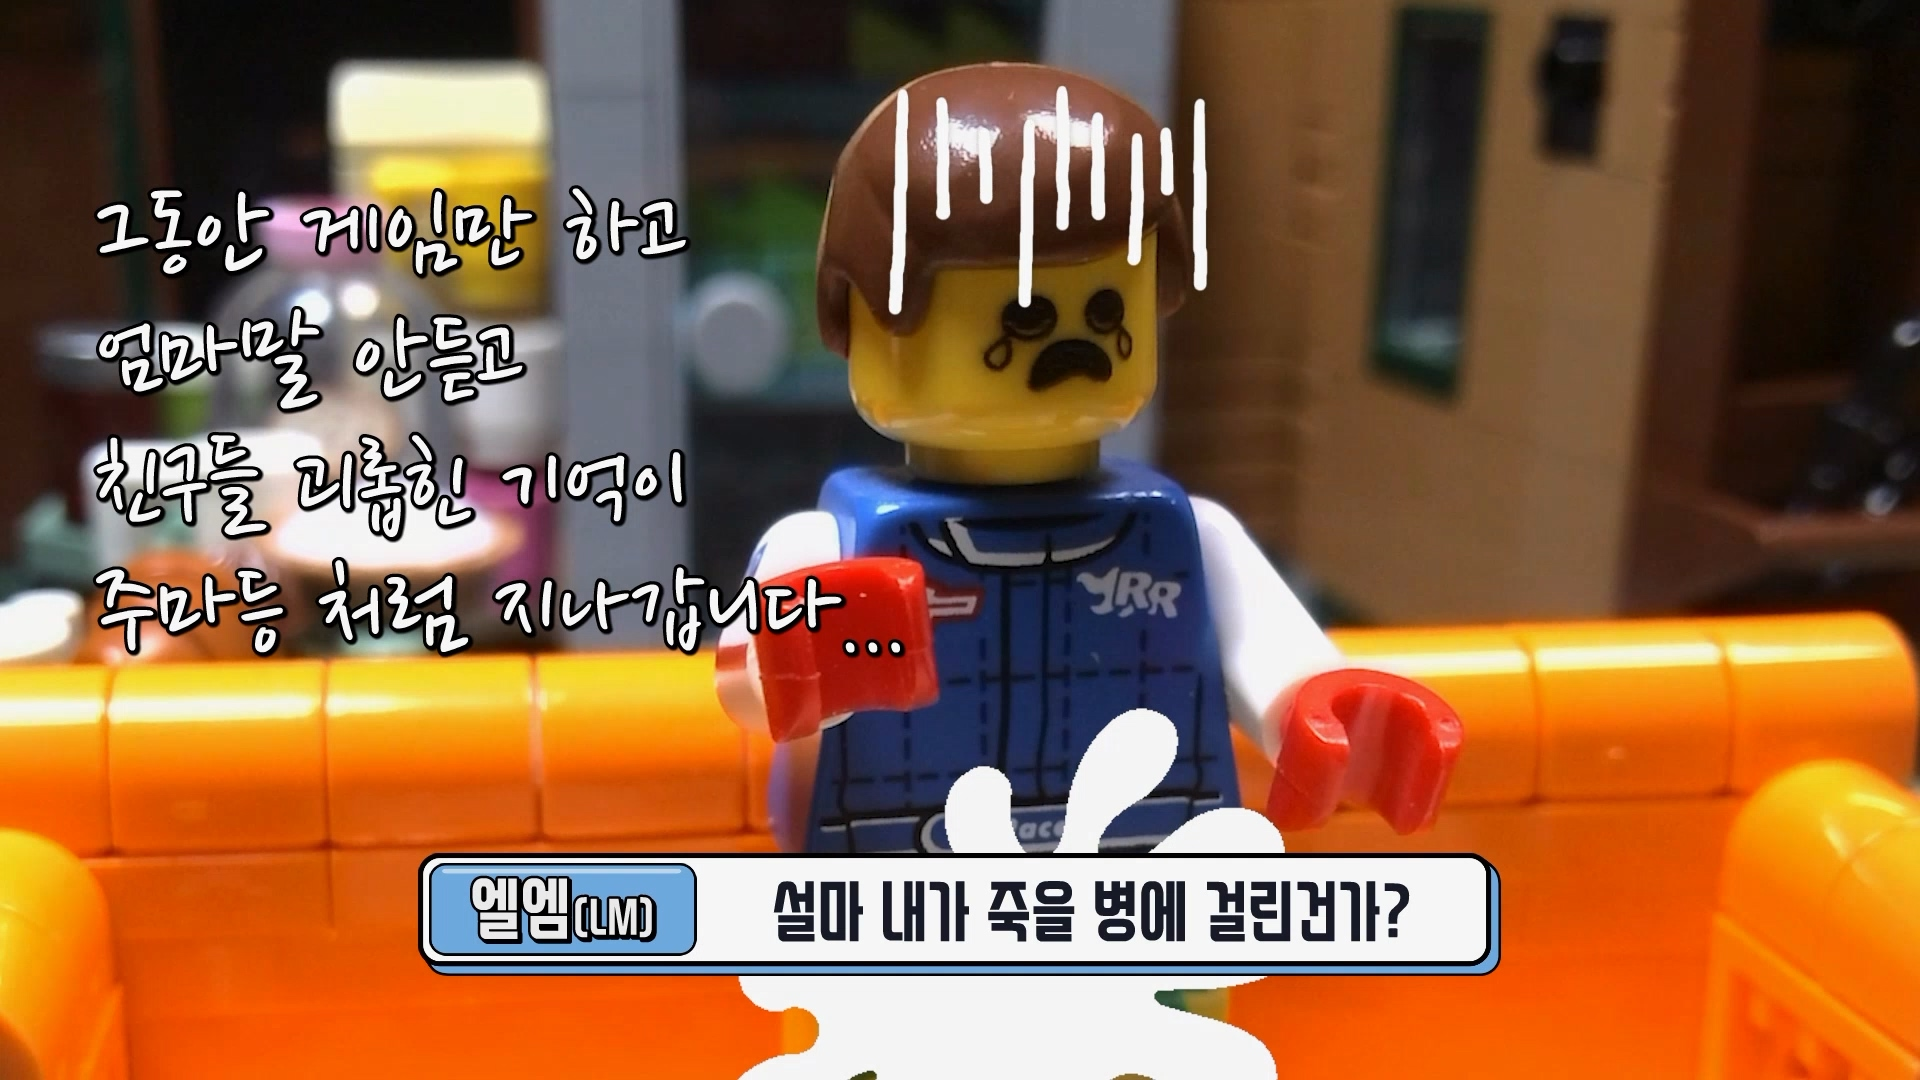 그동안 게임만 하고
엄마말 안듣고
친구들 괴롭힌 기억이
주마등 처럼 지나갑니다...
YRR
Race
엘엠(LM) 설마 내가 죽을 병에 걸린건가?